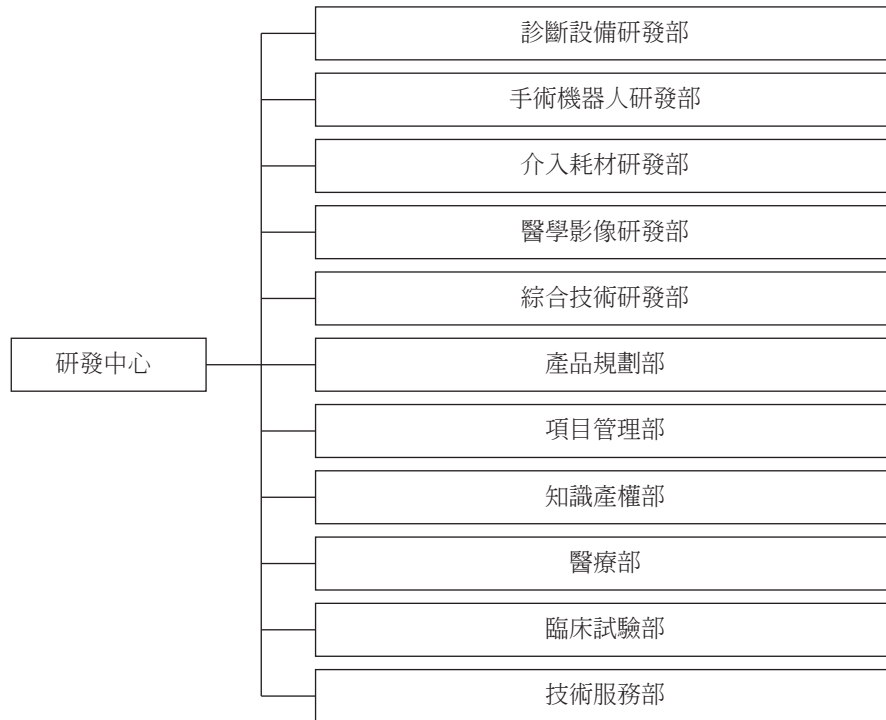 診斷設備研發部
手術機器人研發部
介入耗材研發部
醫學影像研發部
綜合技術研發部
研發中心
產品規劃部
項目管理部
知識產權部
醫療部
臨床試驗部
技術服務部